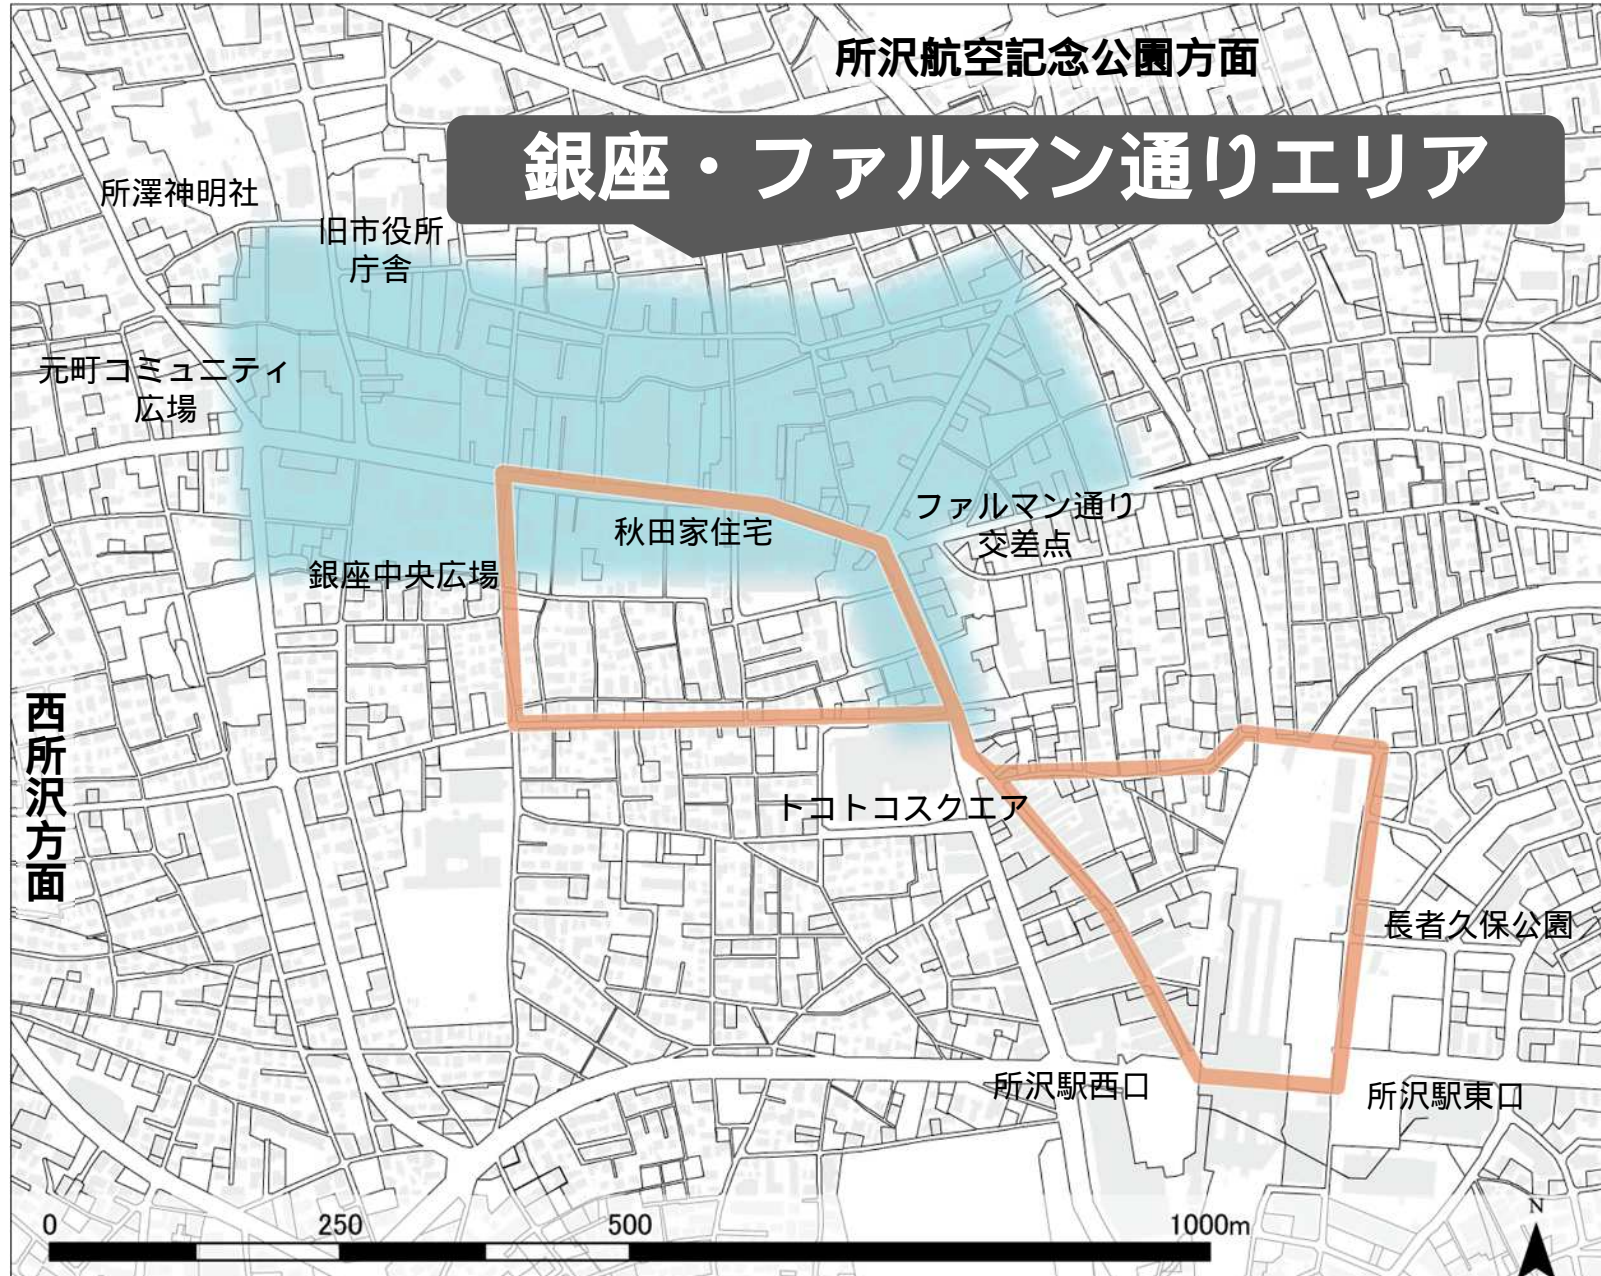 所沢航空記念公園方面
銀座・ファルマン通りエリア
所澤神明社
旧市役所
庁舎
元町コミュニティ
広場
ファルマン通り
交差点
秋田家住宅
銀座中央広場
西所沢方面
トコトコスクエア
長者久保公園
所沢駅西口
所沢駅東口
0 250 500 1000m
N